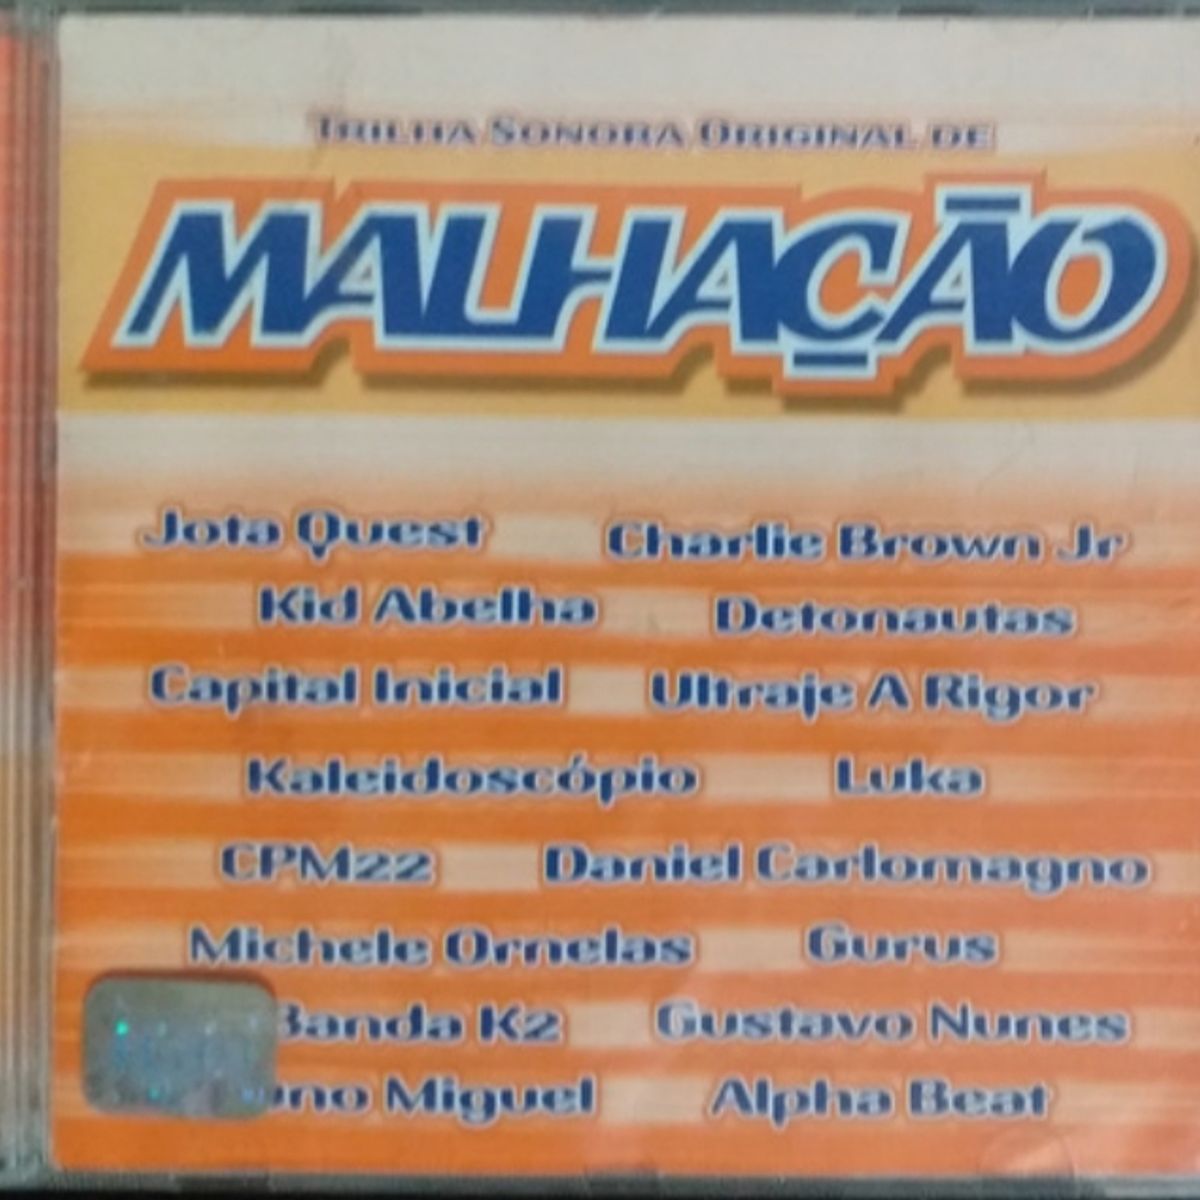 Trilha Sonora Original de
MALHAÇÃO
Jota Quest Charlie Brown Jr
Kid Abelha Detonautas
Capital Inicial Ultraje A Rigor
Kaleidoscópio Luka
CPM22 Daniel Carlomagno
Michele Ornelas Gurus
Banda K2 Gustavo Nunes
Miguel Alpha Beat